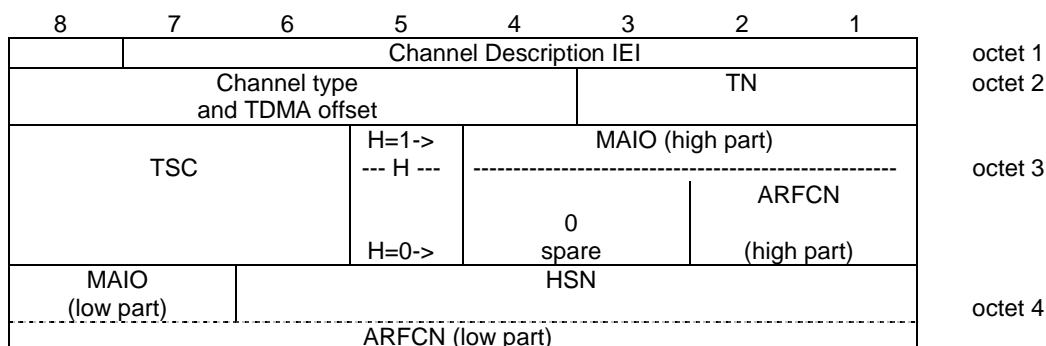 8 7 6 5 4 3 2 1
Channel Description IEI octet 1
Channel type TN octet 2
and TDMA offset
H=1-> MAIO (high part)
TSC --- H --- ------------------------------------------------------ octet 3
ARFCN
0
H=0-> spare (high part)
MAIO HSN
(low part) octet 4
ARFCN (low part)